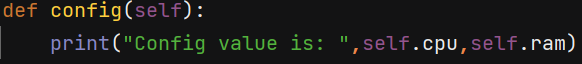 def config(self):
    print("Config value is: ",self.cpu,self.ram)